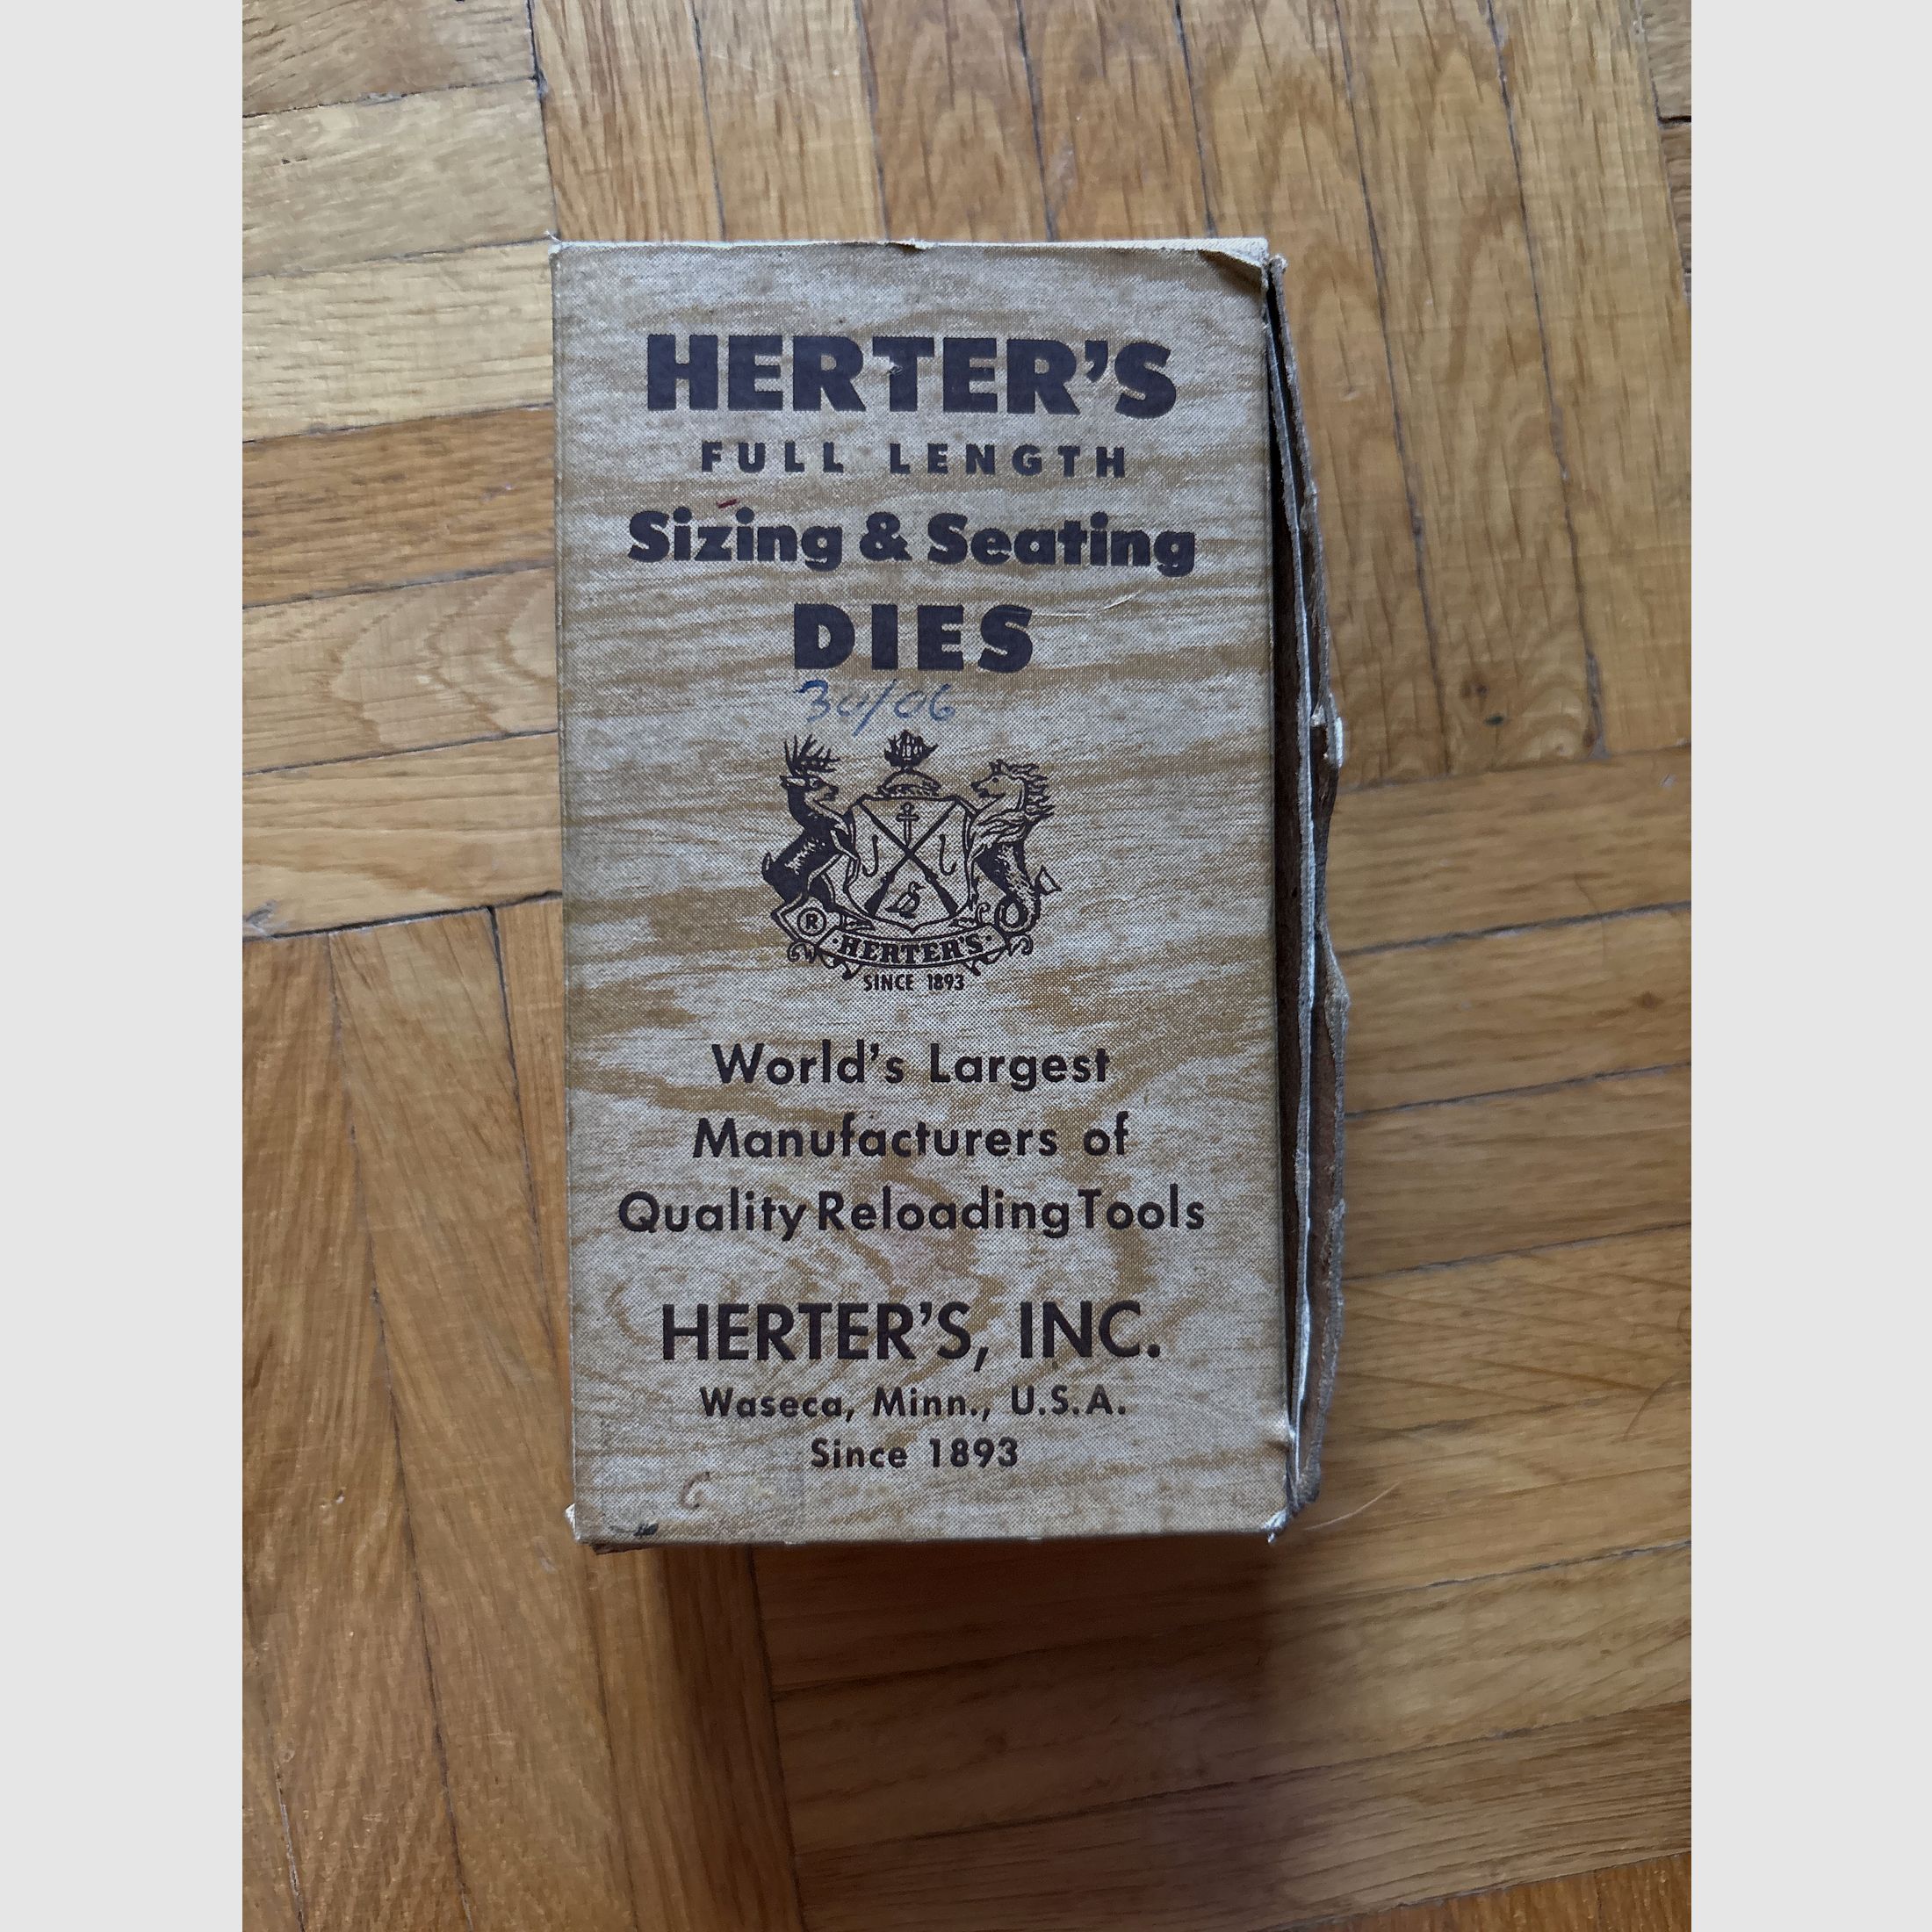 HERTER'S
FULL LENGTH
Sizing & Seating
DIES
30/06
R
·HERTER'S·
SINCE 1893
World's Largest
Manufacturers of
Quality Reloading Tools
HERTER'S, INC.
Waseca, Minn., U.S.A.
Since 1893